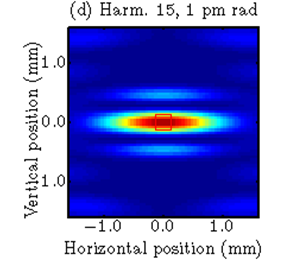 (d) Harm. 15, 1 pm rad
Vertical position (mm)
1.0
0.0
1.0
−1.0 0.0 1.0
Horizontal position (mm)